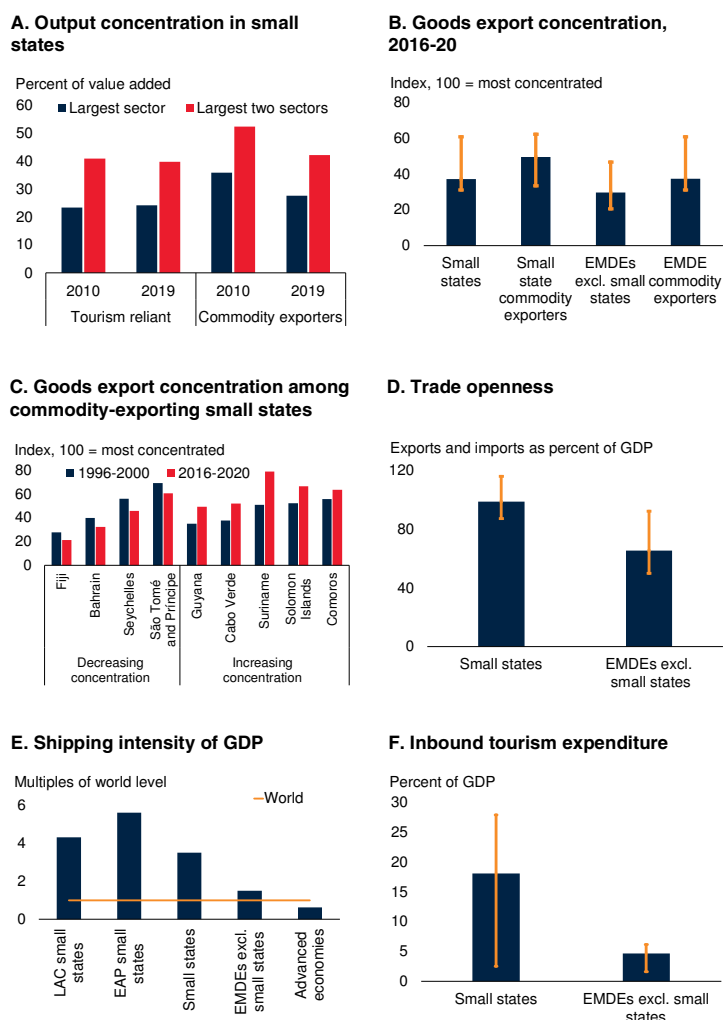 A. Output concentration in small
states
Percent of value added
60
50
40
30
20
10
0
Largest sector
Largest two sectors
2010
2019
2010
2019
Tourism reliant
Commodity exporters
B. Goods export concentration,
2016-20
Index, 100 = most concentrated
80
60
40
20
0
Small
states
Small
state
commodity
exporters
EMDEs
excl. small
states
EMDE
commodity
exporters
C. Goods export concentration among
commodity-exporting small states
Index, 100 = most concentrated
80
60
40
20
0
1996-2000
2016-2020
Fiji
Bahrain
Seychelles
São Tomé
and Príncipe
Guyana
Cabo Verde
Suriname
Solomon
Islands
Comoros
Decreasing
concentration
Increasing
concentration
D. Trade openness
Exports and imports as percent of GDP
120
80
40
0
Small states
EMDEs excl.
small states
E. Shipping intensity of GDP
Multiples of world level
6
4
2
0
World
LAC small
states
EAP small
states
Small states
EMDEs excl.
small states
Advanced
economies
F. Inbound tourism expenditure
Percent of GDP
30
25
20
15
10
5
0
Small states
EMDEs excl. small
states